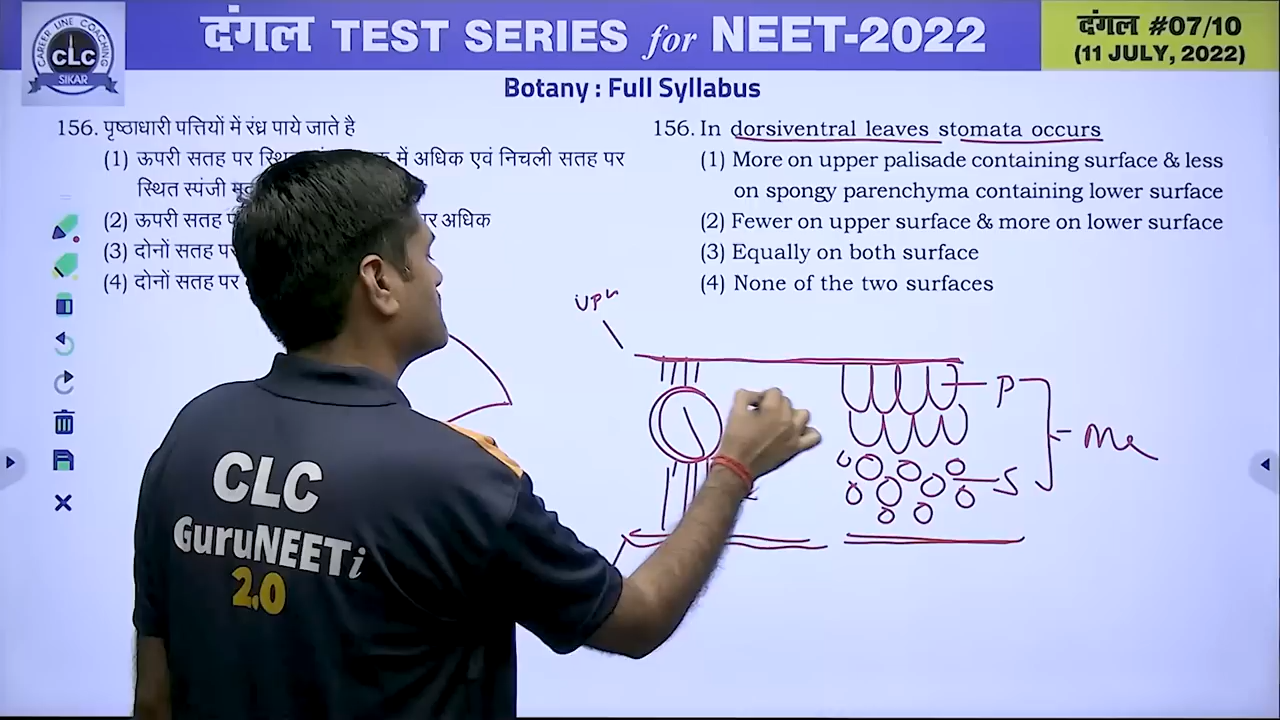 CAREER LINE COACHING
CLC
SIKAR
दंगल TEST SERIES for NEET-2022
दंगल #07/10
(11 JULY, 2022)
Botany : Full Syllabus
156. पृष्ठाधारी पत्तियों में रंध्र पाये जाते है
(1) ऊपरी सतह पर में अधिक एवं निचली सतह पर
स्थित स्पंजी
(2) ऊपरी सतह पर अधिक
(3) दोनों सतह पर
(4) दोनों सतह पर
156. In dorsiventral leaves stomata occurs
(1) More on upper palisade containing surface & less
on spongy parenchyma containing lower surface
(2) Fewer on upper surface & more on lower surface
(3) Equally on both surface
(4) None of the two surfaces
P
S
CLC
GuruNEETi
2.0